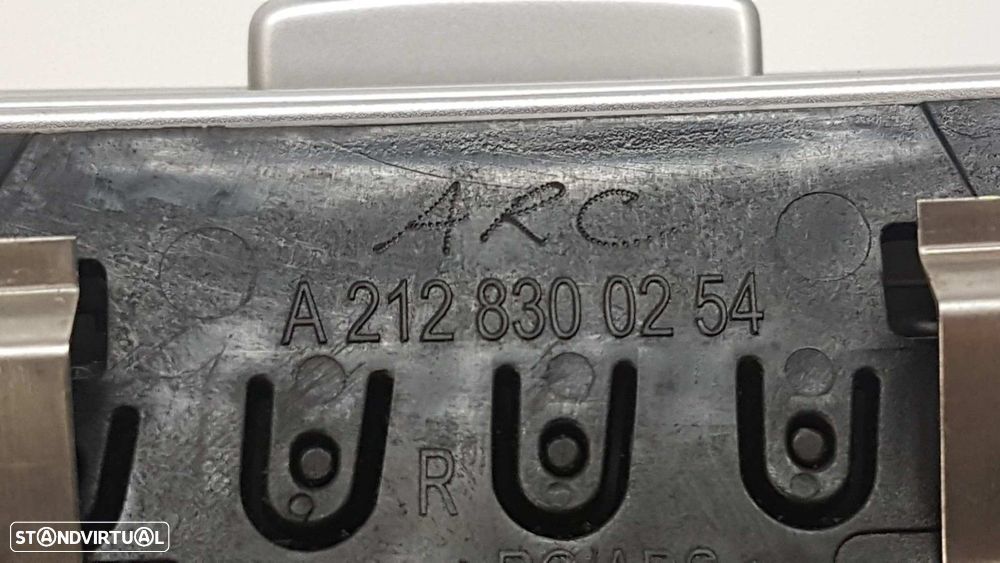 ARC
A 212 830 02 54
R
STANDVIRTUAL